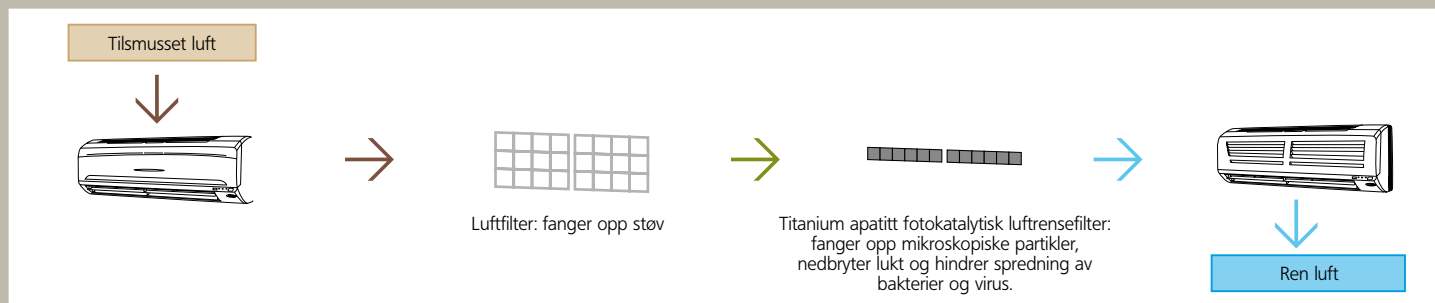 Tilsmusset luft
Luftfilter: fanger opp støv
Titanium apatitt fotokatalytisk luftrensefilter:
fanger opp mikroskopiske partikler,
nedbryter lukt og hindrer spredning av
bakterier og virus.
Ren luft